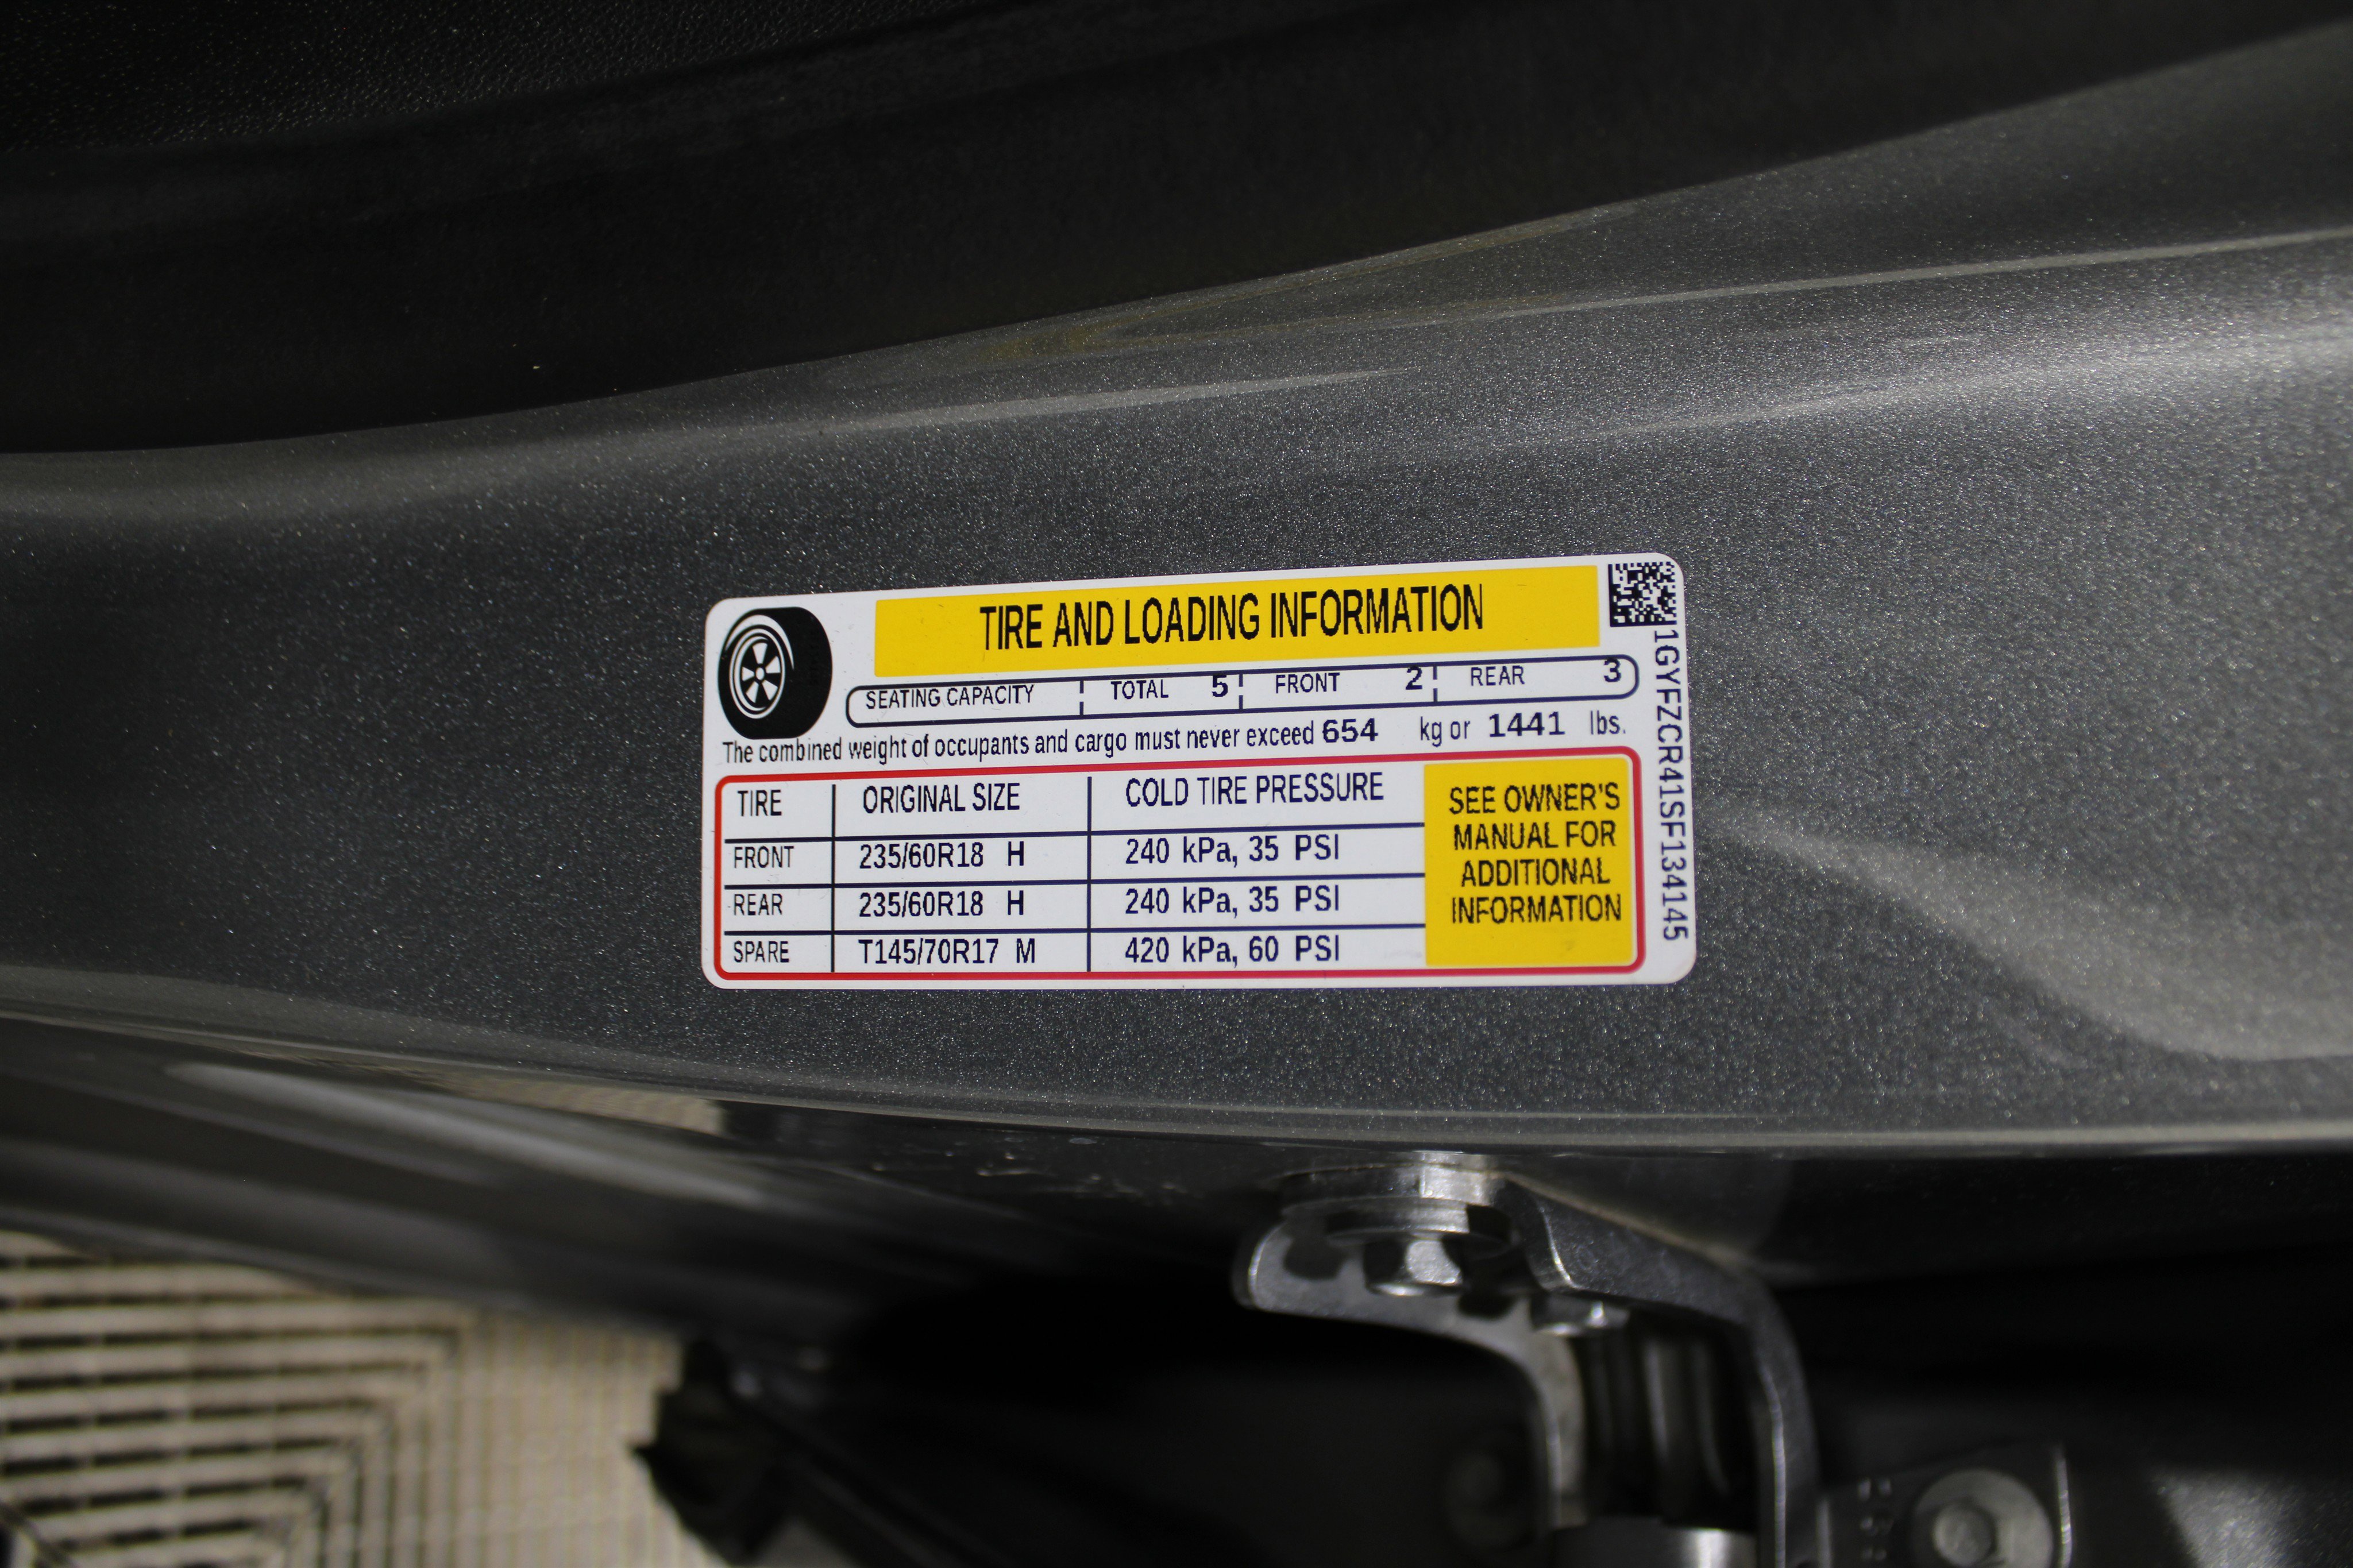 TIRE AND LOADING INFORMATION
SEATING CAPACITY TOTAL 5 FRONT 2 REAR 3
The combined weight of occupants and cargo must never exceed 654 kg or 1441 lbs.
TIRE ORIGINAL SIZE COLD TIRE PRESSURE
FRONT 235/60R18 H 240 kPa, 35 PSI
REAR 235/60R18 H 240 kPa, 35 PSI
SPARE T145/70R17 M 420 kPa, 60 PSI
SEE OWNER'S
MANUAL FOR
ADDITIONAL
INFORMATION
1GYFZCR41SF134145